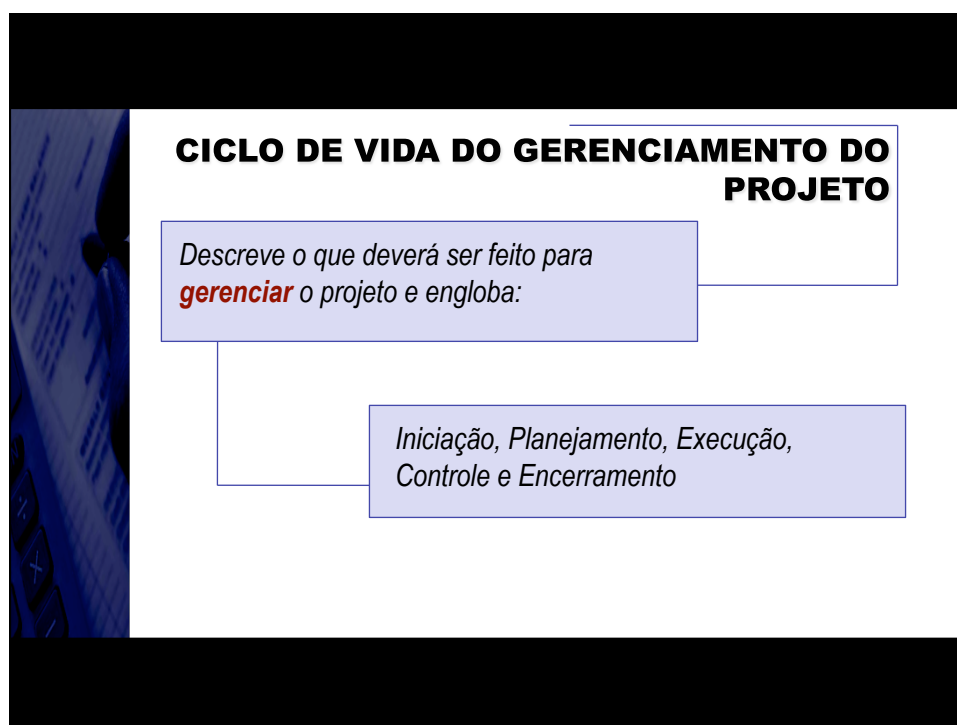 CICLO DE VIDA DO GERENCIAMENTO DO
PROJETO
Descreve o que deverá ser feito para
gerenciar o projeto e engloba:
Iniciação, Planejamento, Execução,
Controle e Encerramento